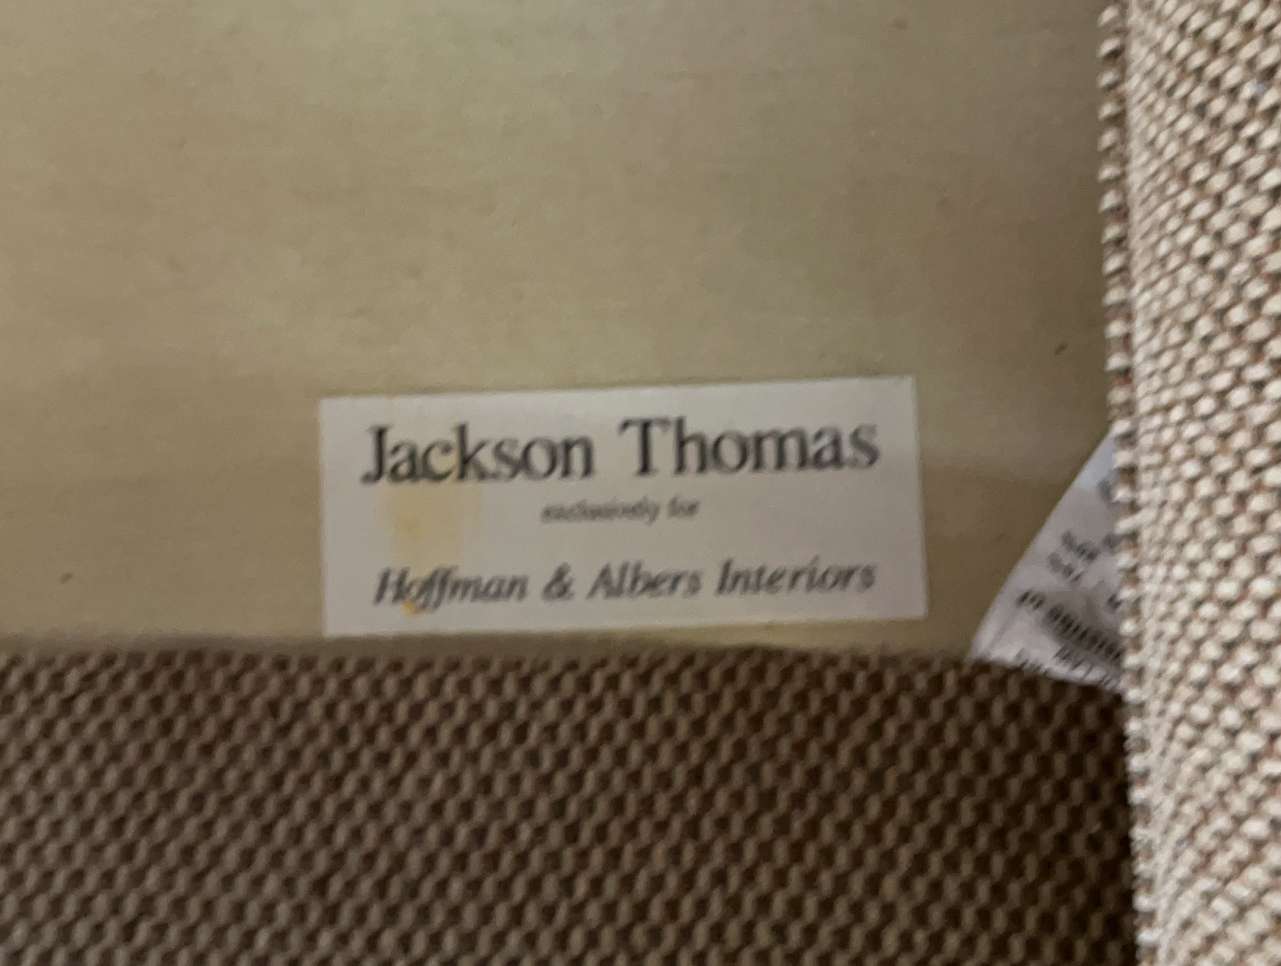 Jackson Thomas
exclusively for
Hoffman & Albers Interiors